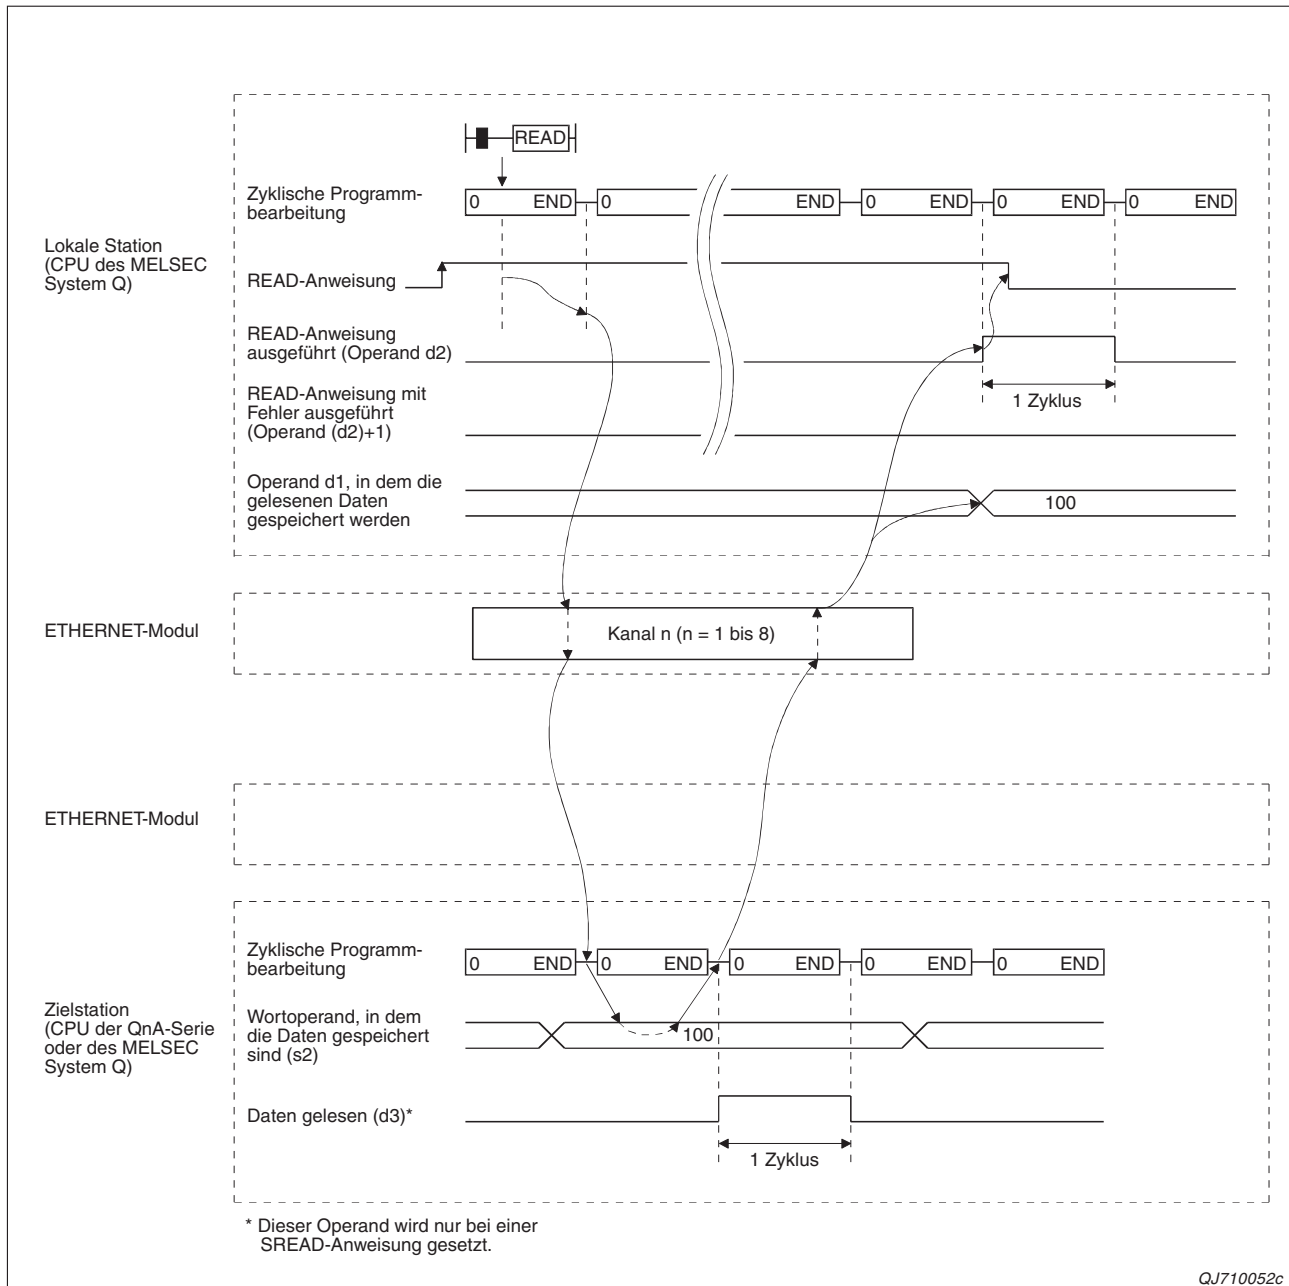 READ
Zyklische Programm-
bearbeitung
0 END 0 END 0 END 0 END 0 END
Lokale Station
(CPU des MELSEC
System Q)
READ-Anweisung
READ-Anweisung
ausgeführt (Operand d2)
1 Zyklus
READ-Anweisung mit
Fehler ausgeführt
(Operand (d2)+1)
Operand d1, in dem die
gelesenen Daten
gespeichert werden
100
ETHERNET-Modul
Kanal n (n = 1 bis 8)
ETHERNET-Modul
Zyklische Programm-
bearbeitung
0 END 0 END 0 END 0 END 0 END
Zielstation
(CPU der QnA-Serie
oder des MELSEC
System Q)
Wortoperand, in dem
die Daten gespeichert
sind (s2)
100
Daten gelesen (d3)*
1 Zyklus
* Dieser Operand wird nur bei einer
SREAD-Anweisung gesetzt.
QJ710052c